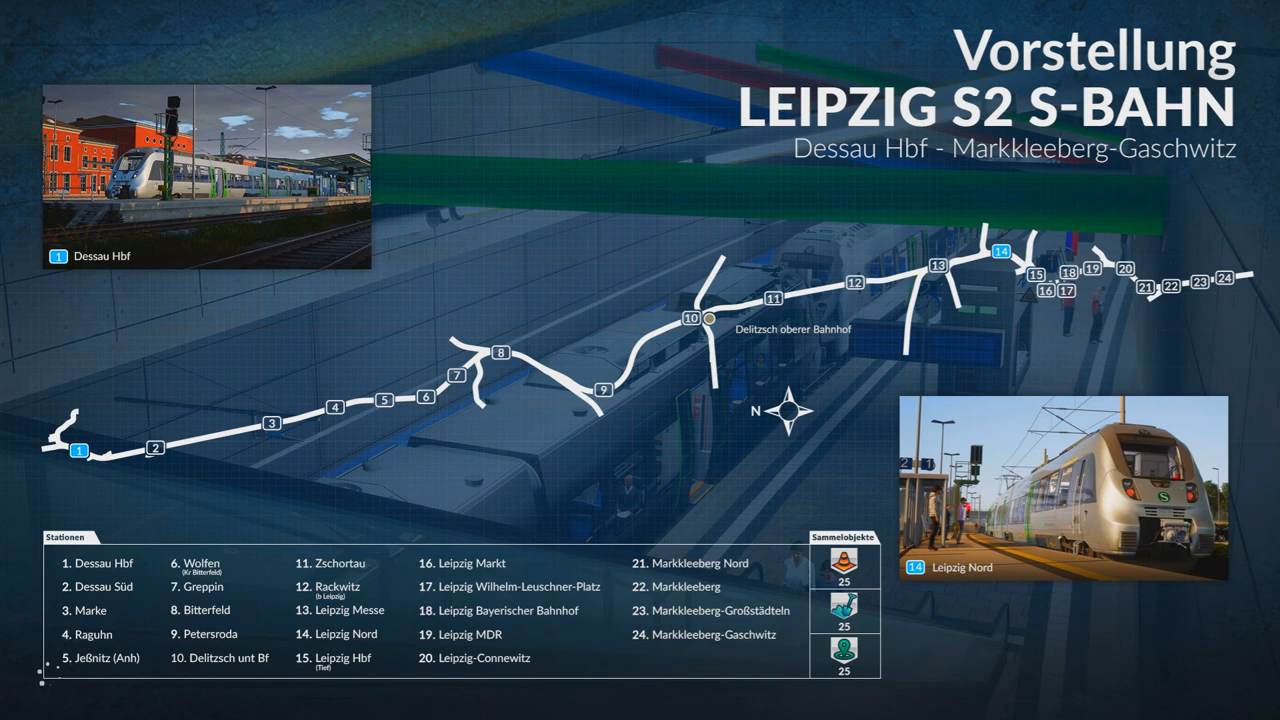 Vorstellung
LEIPZIG S2 S-BAHN
Dessau Hbf - Markkleeberg-Gaschwitz
1 Dessau Hbf
14
13
15
18
19
20
16
17
21
22
23
24
12
11
10
Delitzsch oberer Bahnhof
8
7
9
6
5
4
3
2
1
N
2 1
S
14 Leipzig Nord
Stationen
1. Dessau Hbf
2. Dessau Süd
3. Marke
4. Raguhn
5. Jeßnitz (Anh)
6. Wolfen
(Kr Bitterfeld)
7. Greppin
8. Bitterfeld
9. Petersroda
10. Delitzsch unt Bf
11. Zschortau
12. Rackwitz
(b Leipzig)
13. Leipzig Messe
14. Leipzig Nord
15. Leipzig Hbf
(Tief)
16. Leipzig Markt
17. Leipzig Wilhelm-Leuschner-Platz
18. Leipzig Bayerischer Bahnhof
19. Leipzig MDR
20. Leipzig-Connewitz
21. Markkleeberg Nord
22. Markkleeberg
23. Markkleeberg-Großstädteln
24. Markkleeberg-Gaschwitz
Sammelobjekte
25
25
25